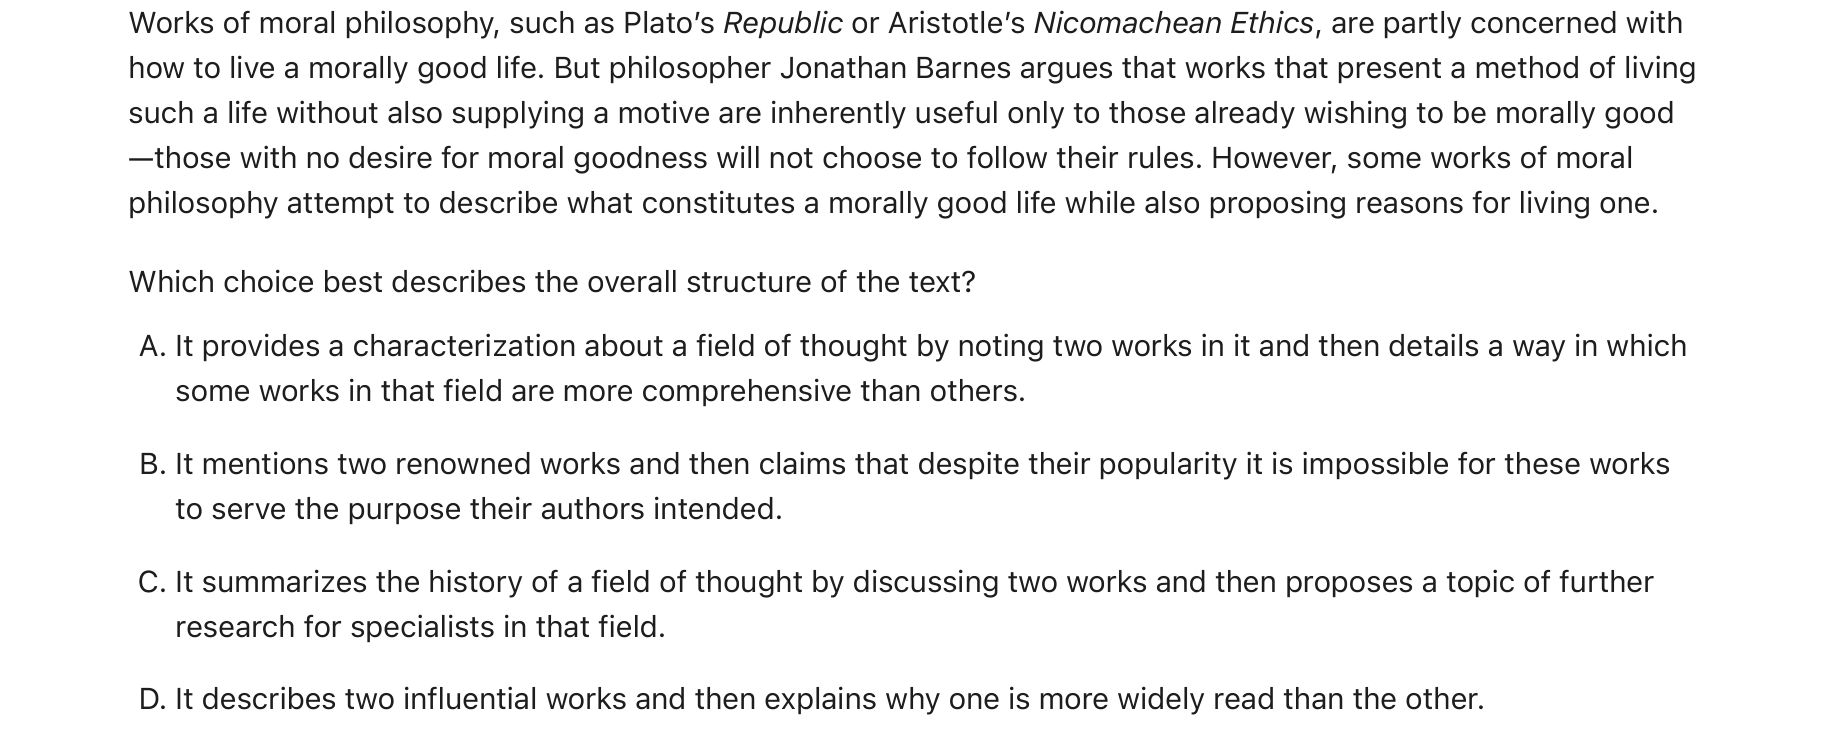 Works of moral philosophy, such as Plato’s Republic or Aristotle’s Nicomachean Ethics, are partly concerned with
how to live a morally good life. But philosopher Jonathan Barnes argues that works that present a method of living
such a life without also supplying a motive are inherently useful only to those already wishing to be morally good
—those with no desire for moral goodness will not choose to follow their rules. However, some works of moral
philosophy attempt to describe what constitutes a morally good life while also proposing reasons for living one.
Which choice best describes the overall structure of the text?
A. It provides a characterization about a field of thought by noting two works in it and then details a way in which
some works in that field are more comprehensive than others.
B. It mentions two renowned works and then claims that despite their popularity it is impossible for these works
to serve the purpose their authors intended.
C. It summarizes the history of a field of thought by discussing two works and then proposes a topic of further
research for specialists in that field.
D. It describes two influential works and then explains why one is more widely read than the other.